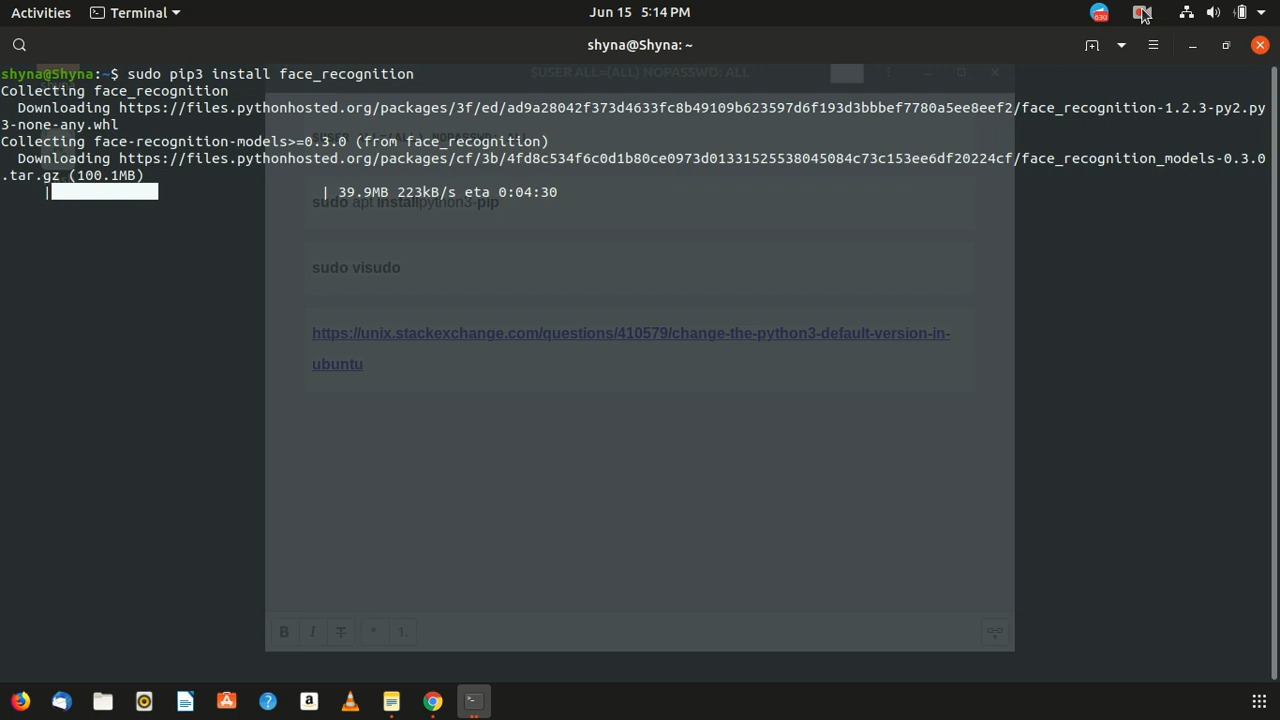 Activities Terminal Jun 15 5:14 PM 630
shyna@Shyna: ~
shyna@Shyna:~$ sudo pip3 install face_recognition
$USER ALL=(ALL) NOPASSWD: ALL
Collecting face_recognition
Downloading https://files.pythonhosted.org/packages/3f/ed/ad9a28042f373d4633fc8b49109b623597d6f193d3bbbef7780a5ee8eef2/face_recognition-1.2.3-py2.py
3-none-any.whl
Collecting face-recognition-models>=0.3.0 (from face_recognition)
Downloading https://files.pythonhosted.org/packages/cf/3b/4fd8c534f6c0d1b80ce0973d01331525538045084c73c153ee6df20224cf/face_recognition_models-0.3.0
.tar.gz (100.1MB)
| | 39.9MB 223kB/s eta 0:04:30
sudo apt install python3-pip
sudo visudo
https://unix.stackexchange.com/questions/410579/change-the-python3-default-version-in-
ubuntu
B I T * 1.